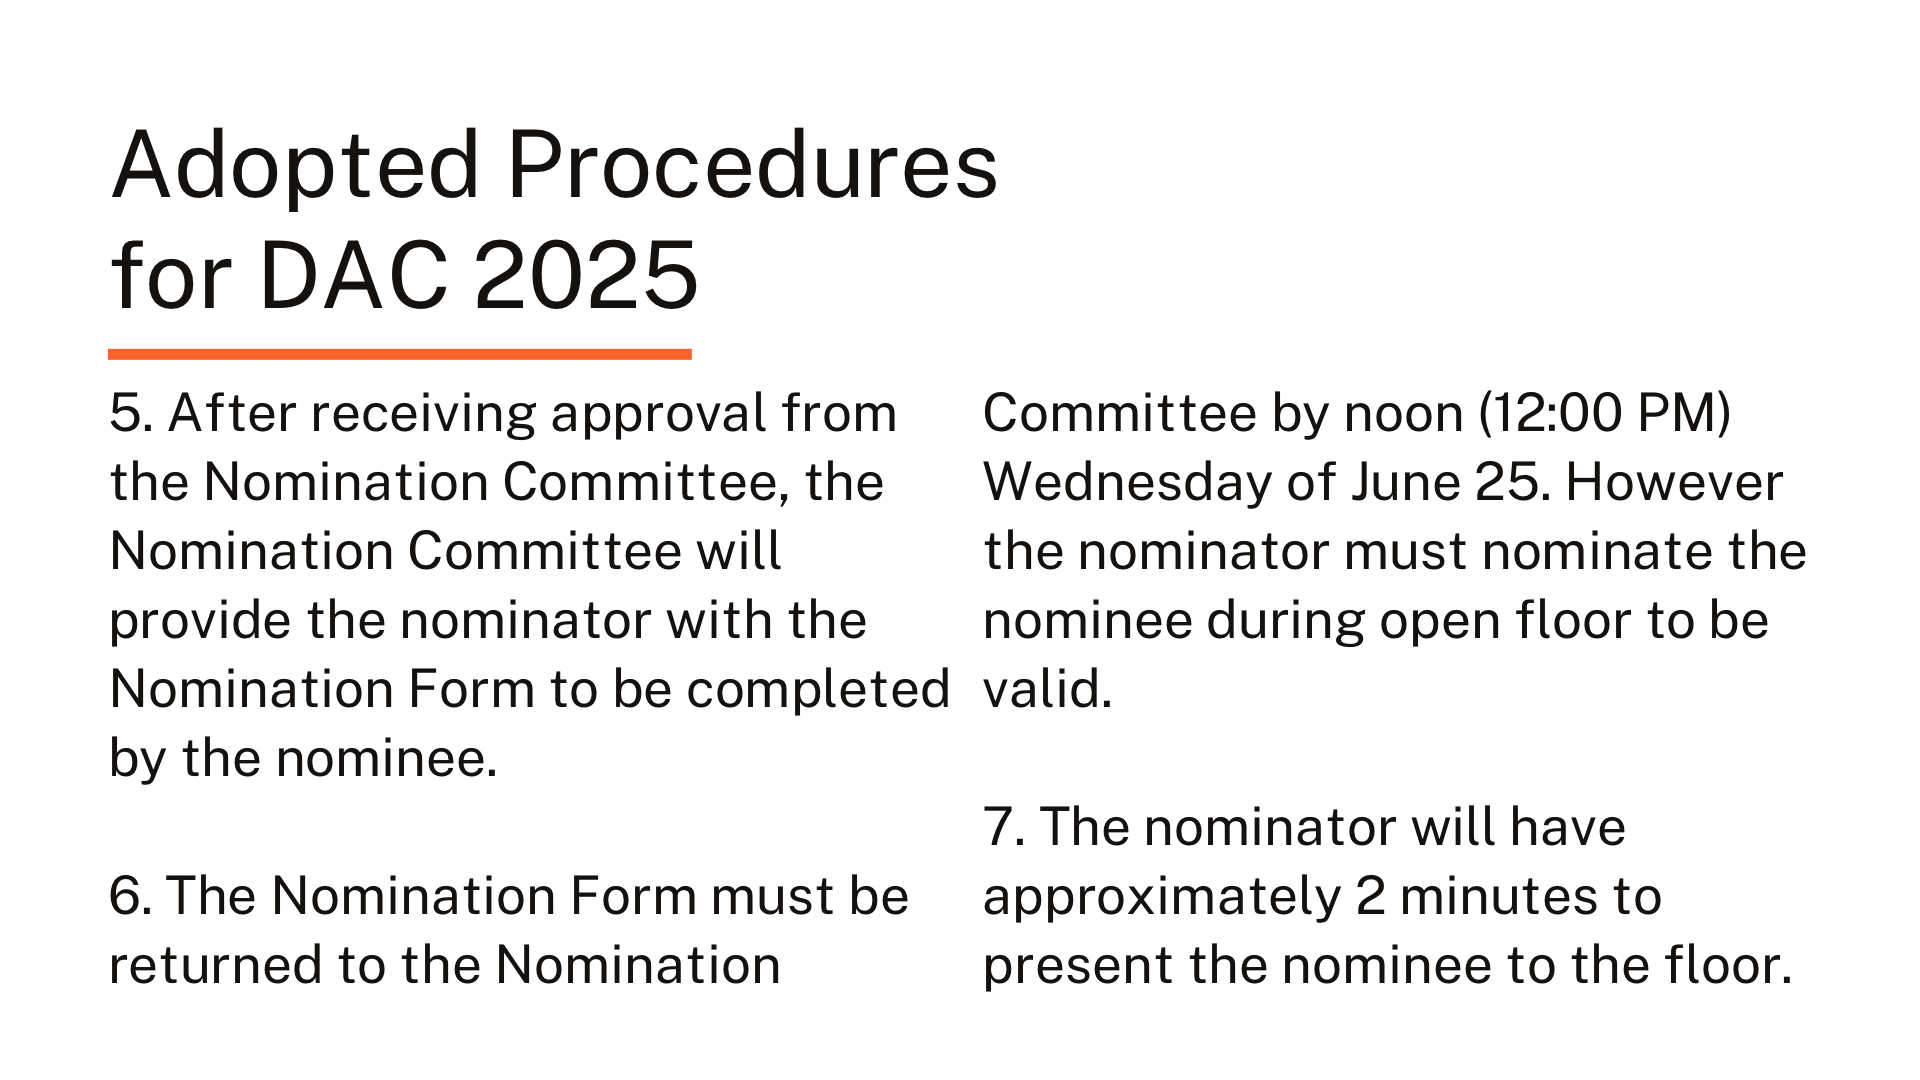 Adopted Procedures
for DAC 2025
5. After receiving approval from
the Nomination Committee, the
Nomination Committee will
provide the nominator with the
Nomination Form to be completed
by the nominee.
6. The Nomination Form must be
returned to the Nomination
Committee by noon (12:00 PM)
Wednesday of June 25. However
the nominator must nominate the
nominee during open floor to be
valid.
7. The nominator will have
approximately 2 minutes to
present the nominee to the floor.